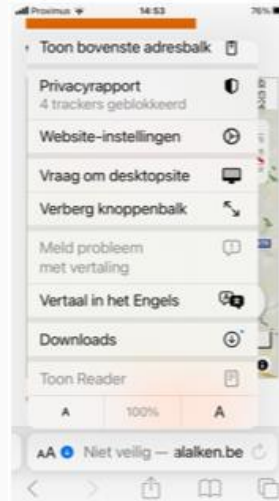 Proximus 14:53 76%
Toon bovenste adresbalk
Privacyrapport
4 trackers geblokkeerd
Website-instellingen
Vraag om desktopsite
Verberg knoppenbalk
Meld probleem
met vertaling
Vertaal in het Engels
Downloads
Toon Reader
A 100% A
AA Niet veilig — alalken.be